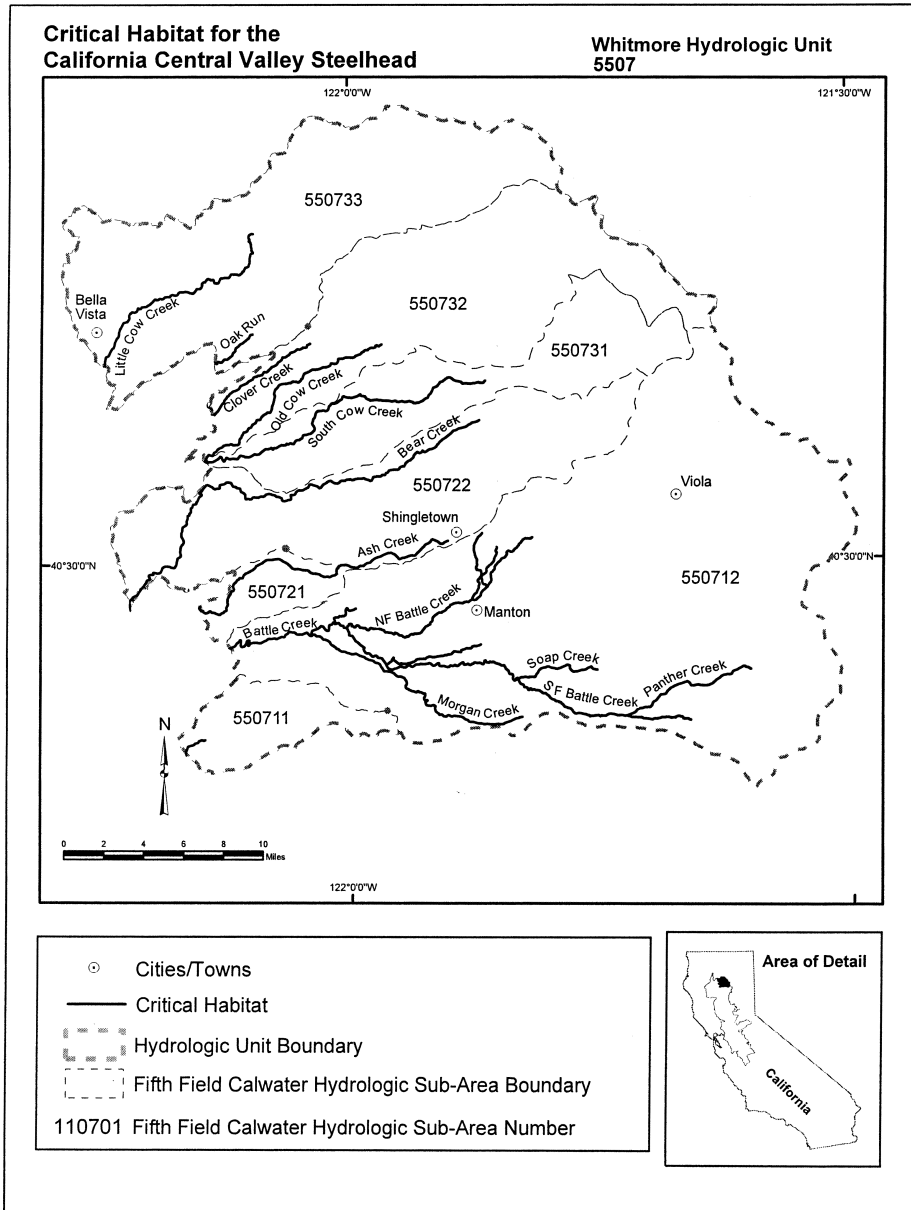 Critical Habitat for the
California Central Valley Steelhead
Whitmore Hydrologic Unit
5507
122°0'0"W
121°30'0"W
550733
Bella
Vista
Little Cow Creek
Oak Run
550732
550731
Clover Creek
Old Cow Creek
South Cow Creek
Bear Creek
550722
Viola
Shingletown
Ash Creek
40°30'0"N
40°30'0"N
550712
550721
NF Battle Creek
Manton
Battle Creek
Soap Creek
SF Battle Creek
Panther Creek
Morgan Creek
550711
N
0 2 4 6 8 10
Miles
122°0'0"W
Cities/Towns
Critical Habitat
Hydrologic Unit Boundary
Fifth Field Calwater Hydrologic Sub-Area Boundary
110701 Fifth Field Calwater Hydrologic Sub-Area Number
Area of Detail
California